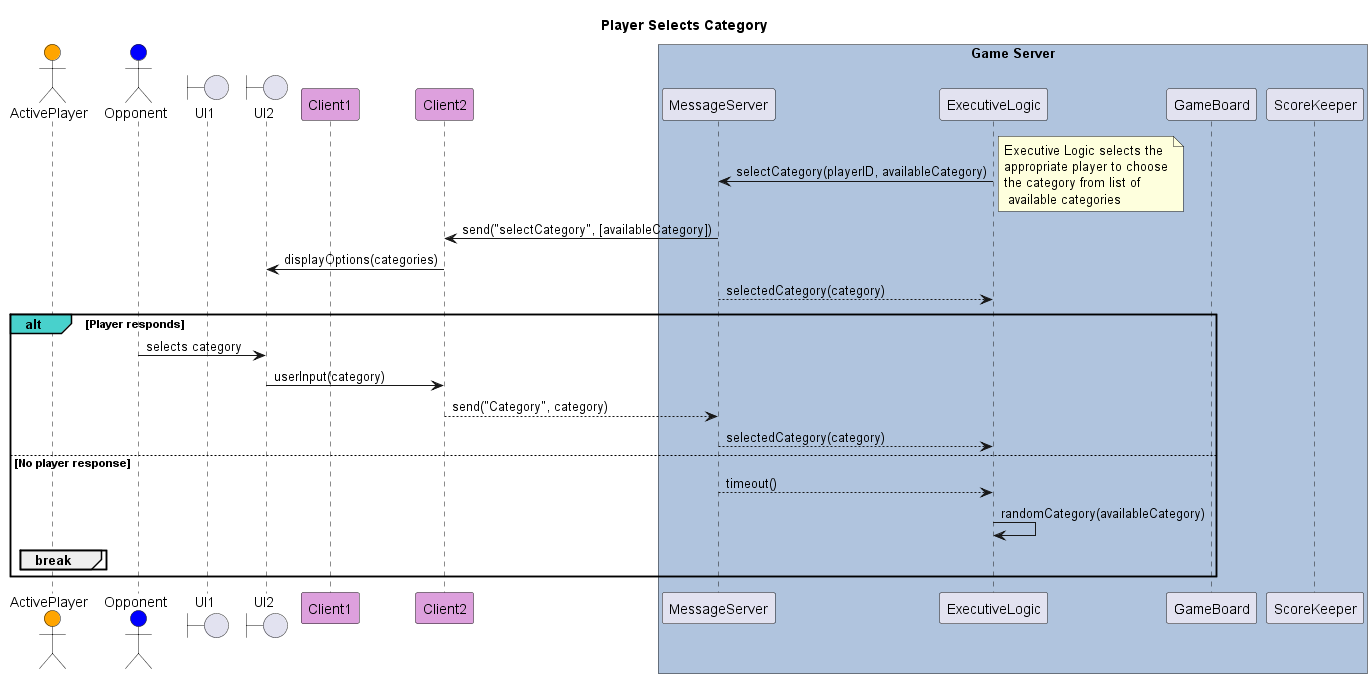 Player Selects Category
Game Server
ActivePlayer
Opponent
UI1
UI2
Client1
Client2
MessageServer
ExecutiveLogic
GameBoard
ScoreKeeper
Executive Logic selects the
appropriate player to choose
the category from list of
available categories
selectCategory(playerID, availableCategory)
send("selectCategory", [availableCategory])
displayOptions(categories)
selectedCategory(category)
alt
[Player responds]
selects category
userInput(category)
send("Category", category)
selectedCategory(category)
[No player response]
timeout()
randomCategory(availableCategory)
break
ActivePlayer
Opponent
UI1
UI2
Client1
Client2
MessageServer
ExecutiveLogic
GameBoard
ScoreKeeper